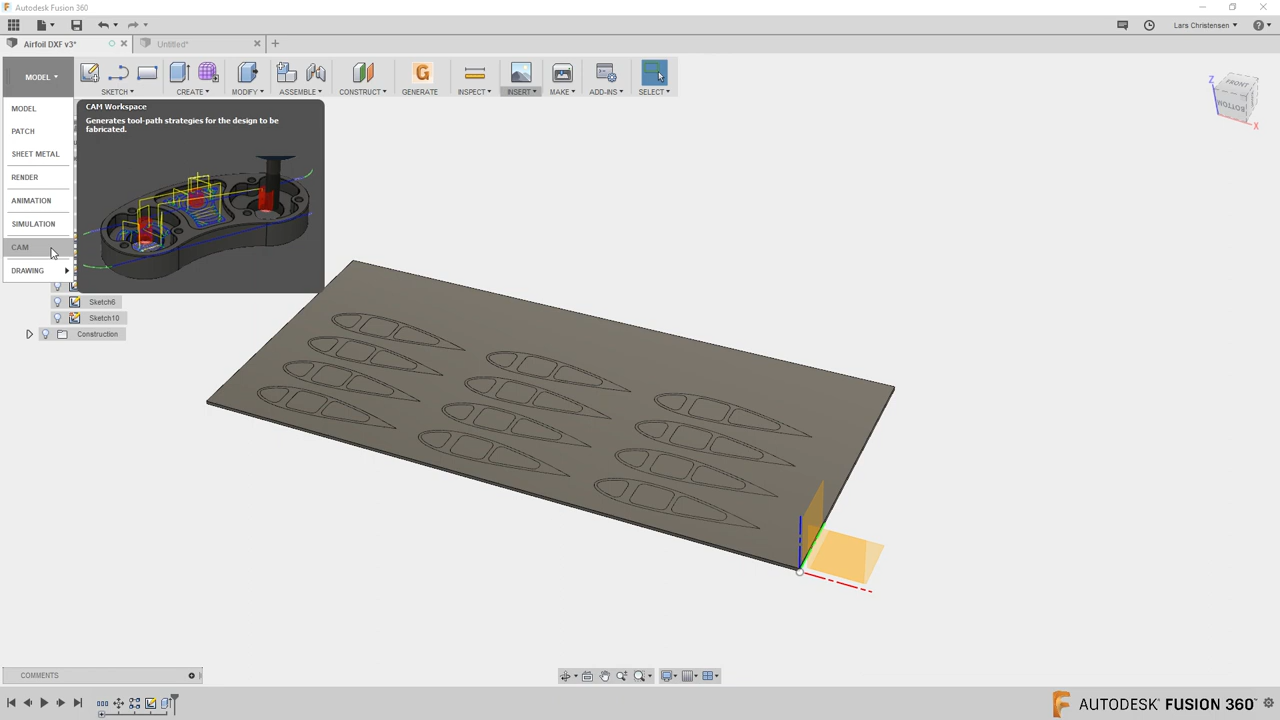 Autodesk Fusion 360
Lars Christensen
Airfoil DXF v3*
Untitled*
MODEL
SKETCH
CREATE
MODIFY
ASSEMBLE
CONSTRUCT
GENERATE
INSPECT
INSERT
MAKE
ADD-INS
SELECT
MODEL
PATCH
SHEET METAL
RENDER
ANIMATION
SIMULATION
CAM
DRAWING
CAM Workspace
Generates tool-path strategies for the design to be
fabricated.
Sketch6
Sketch10
Construction
Z
FRONT
BOTTOM
X
G
COMMENTS
AUTODESK® FUSION 360™